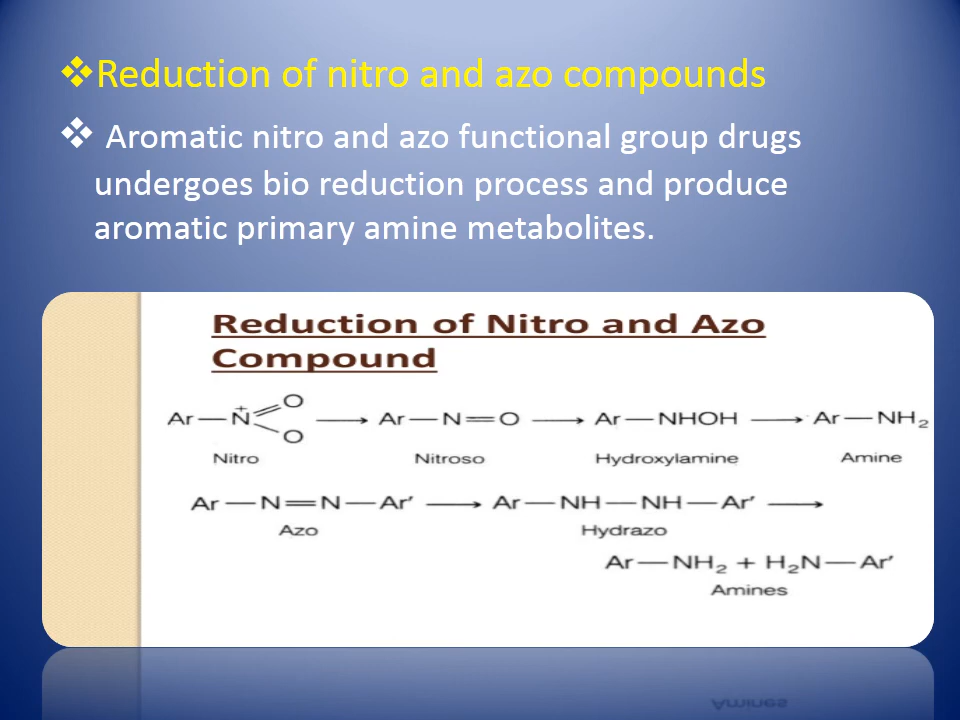 ❖Reduction of nitro and azo compounds
❖ Aromatic nitro and azo functional group drugs
undergoes bio reduction process and produce
aromatic primary amine metabolites.
Reduction of Nitro and Azo
Compound
Ar—N⁺(=O)—O → Ar—N=O → Ar—NHOH → Ar—NH₂
Nitro Nitroso Hydroxylamine Amine
Ar—N=N—Ar′ → Ar—NH—NH—Ar′ →
Azo Hydrazo
Ar—NH₂ + H₂N—Ar′
Amines